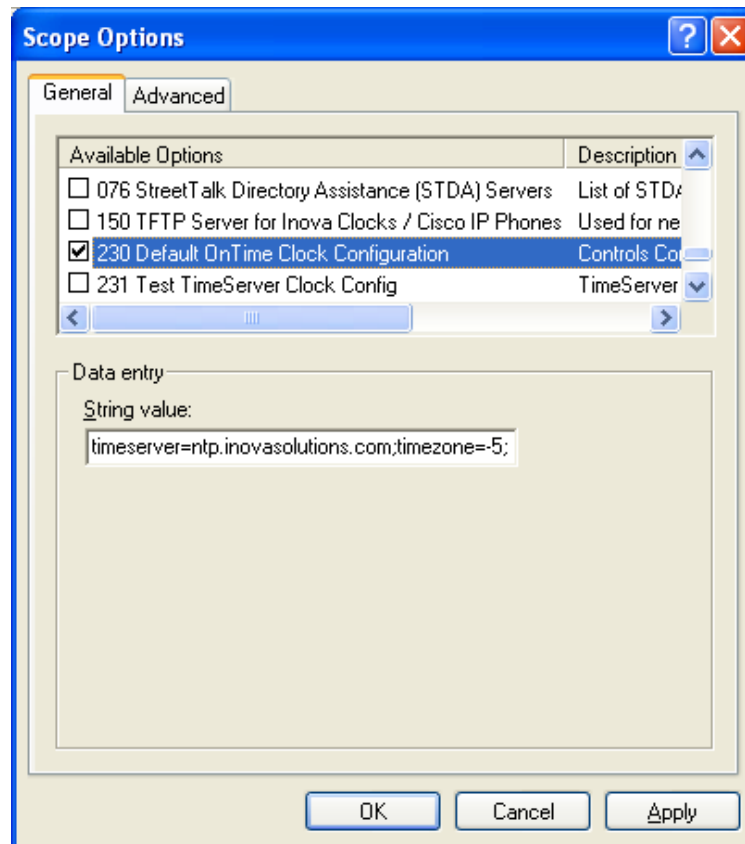 Scope Options
General Advanced
Available Options Description
076 StreetTalk Directory Assistance (STDA) Servers List of STDA
150 TFTP Server for Inova Clocks / Cisco IP Phones Used for ne
230 Default OnTime Clock Configuration Controls Co
231 Test TimeServer Clock Config TimeServer
Data entry
String value:
timeserver=ntp.inovasolutions.com;timezone=-5;
OK Cancel Apply